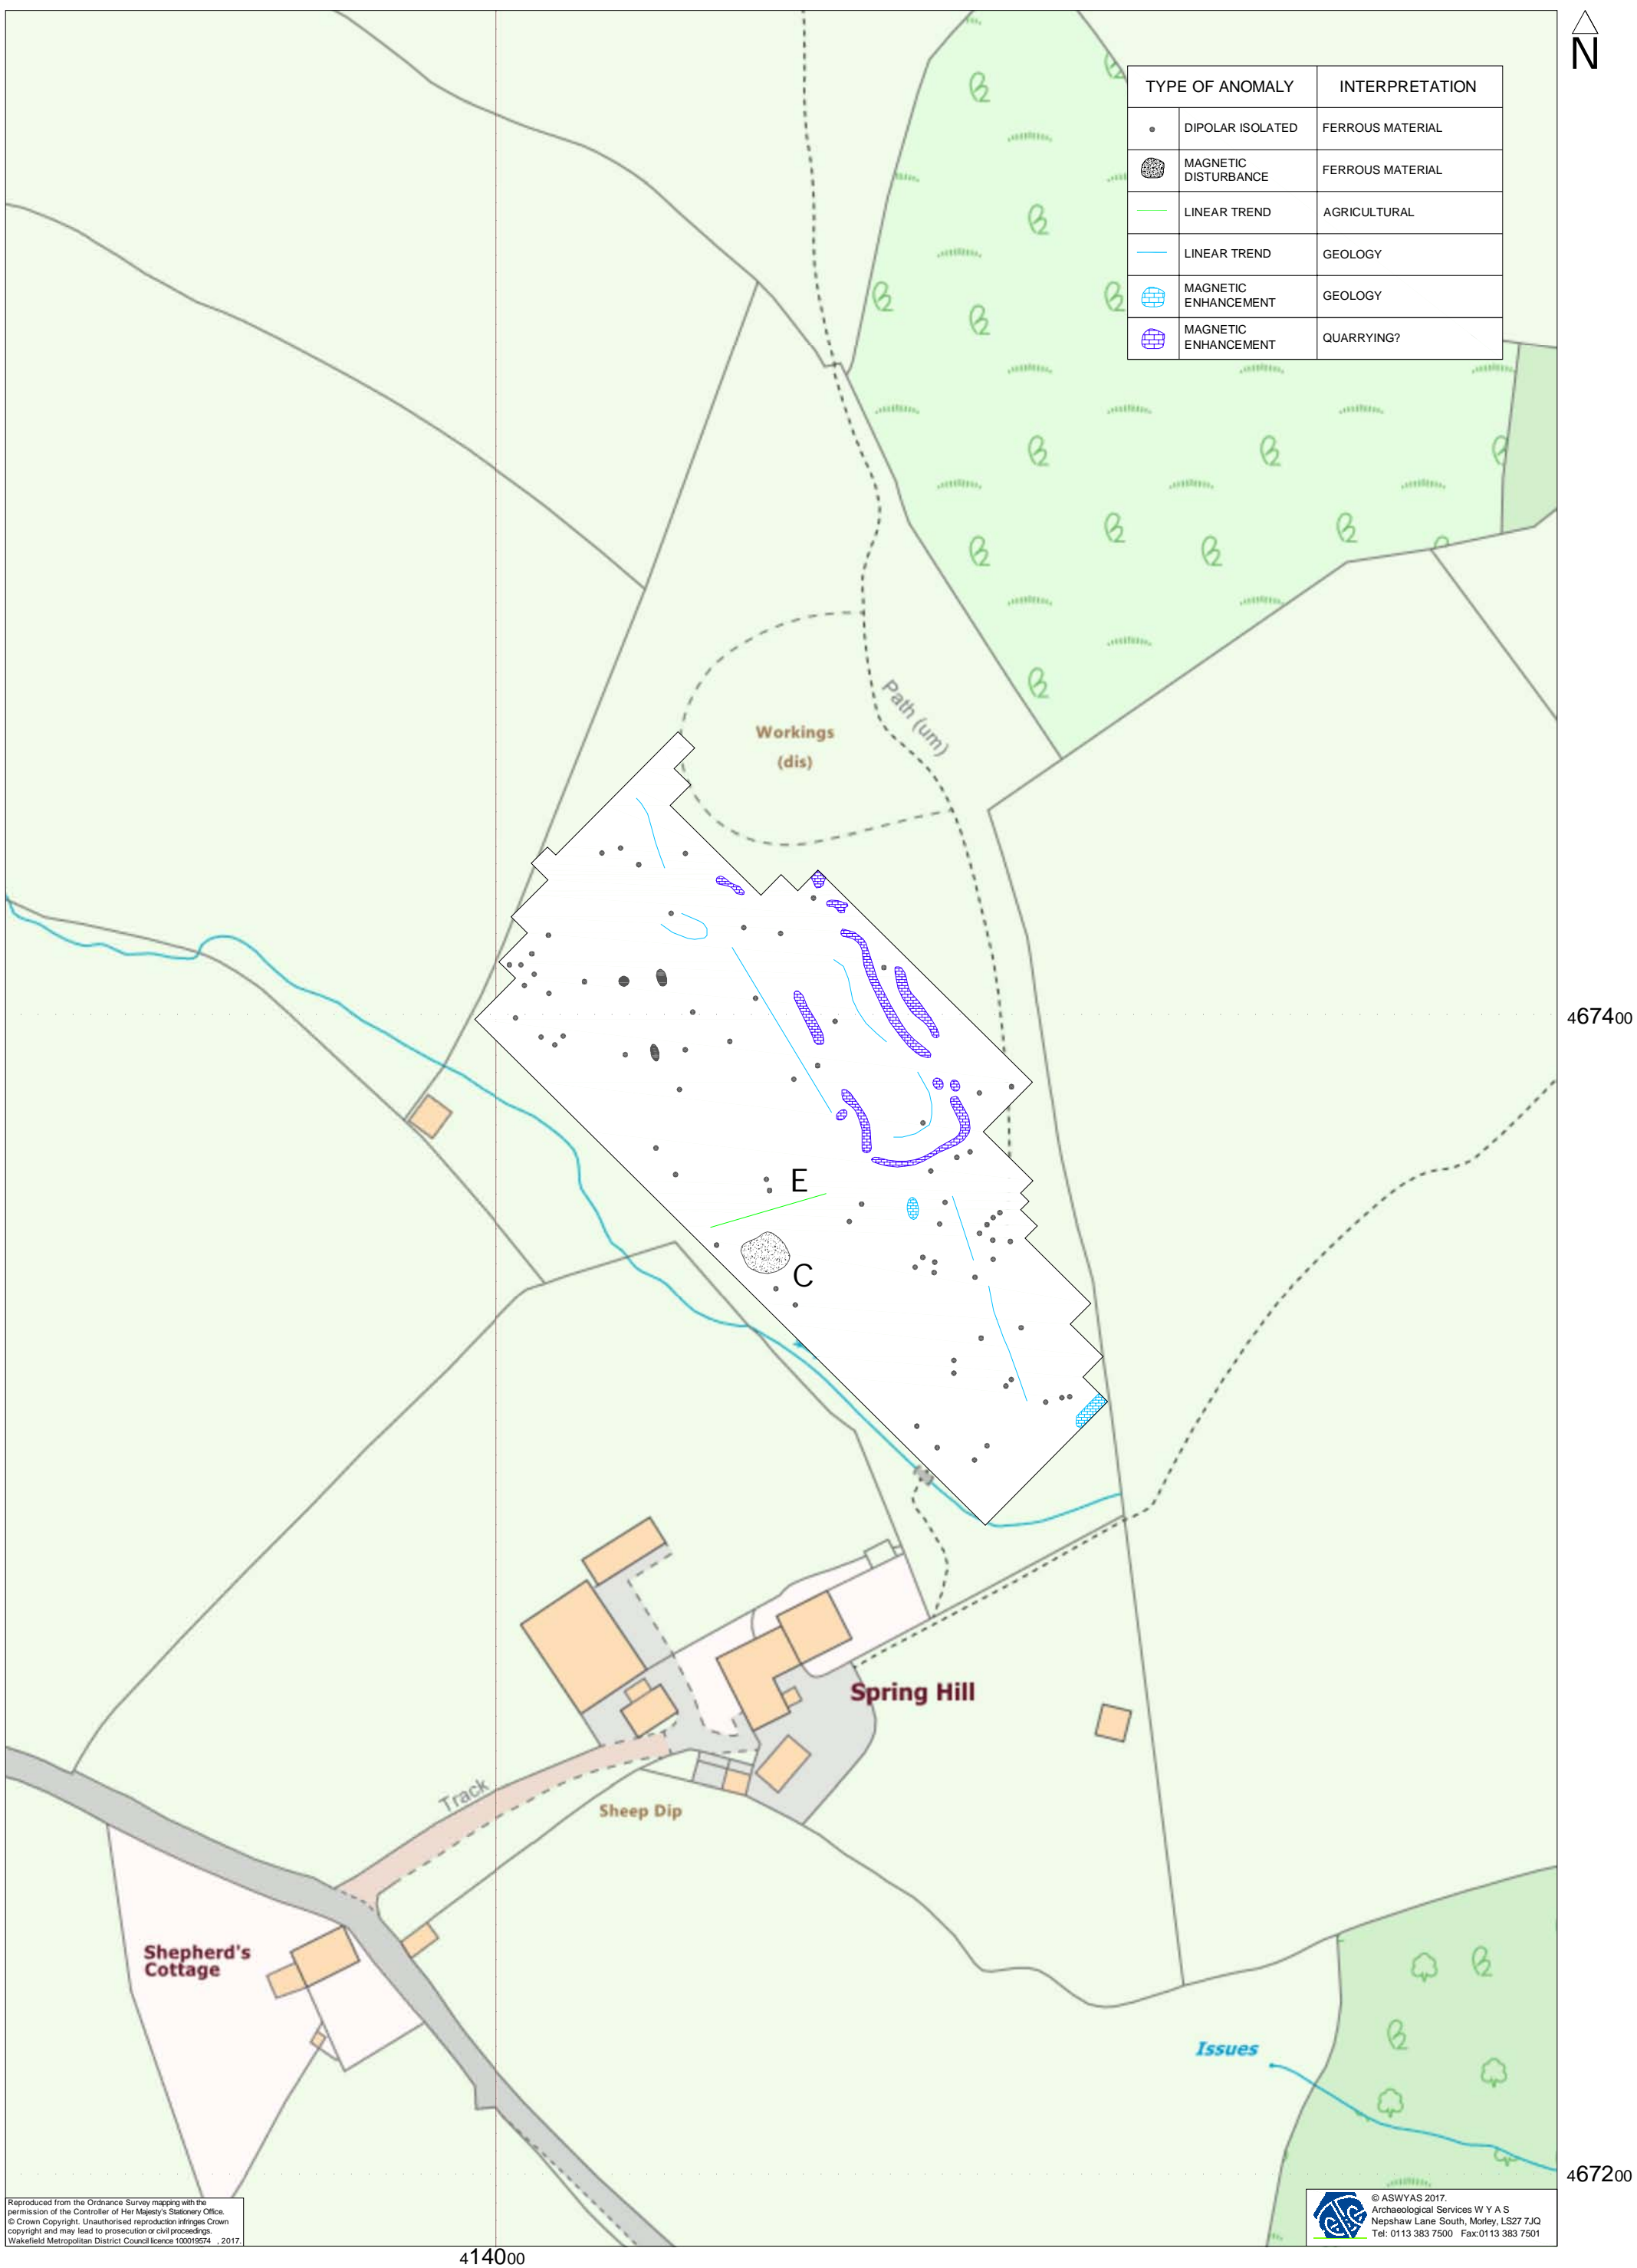 N
TYPE OF ANOMALY INTERPRETATION
DIPOLAR ISOLATED FERROUS MATERIAL
MAGNETIC
DISTURBANCE
FERROUS MATERIAL
LINEAR TREND AGRICULTURAL
LINEAR TREND GEOLOGY
MAGNETIC
ENHANCEMENT
GEOLOGY
MAGNETIC
ENHANCEMENT
QUARRYING?
Path (um)
Workings
(dis)
467400
E
C
Spring Hill
Track
Sheep Dip
Shepherd's
Cottage
Issues
467200
Reproduced from the Ordnance Survey mapping with the
permission of the Controller of Her Majesty's Stationery Office.
© Crown Copyright. Unauthorised reproduction infringes Crown
copyright and may lead to prosecution or civil proceedings.
Wakefield Metropolitan District Council licence 100019574 , 2017.
© ASWYAS 2017.
Archaeological Services W Y A S
Nepshaw Lane South, Morley, LS27 7JQ
Tel: 0113 383 7500 Fax:0113 383 7501
414000